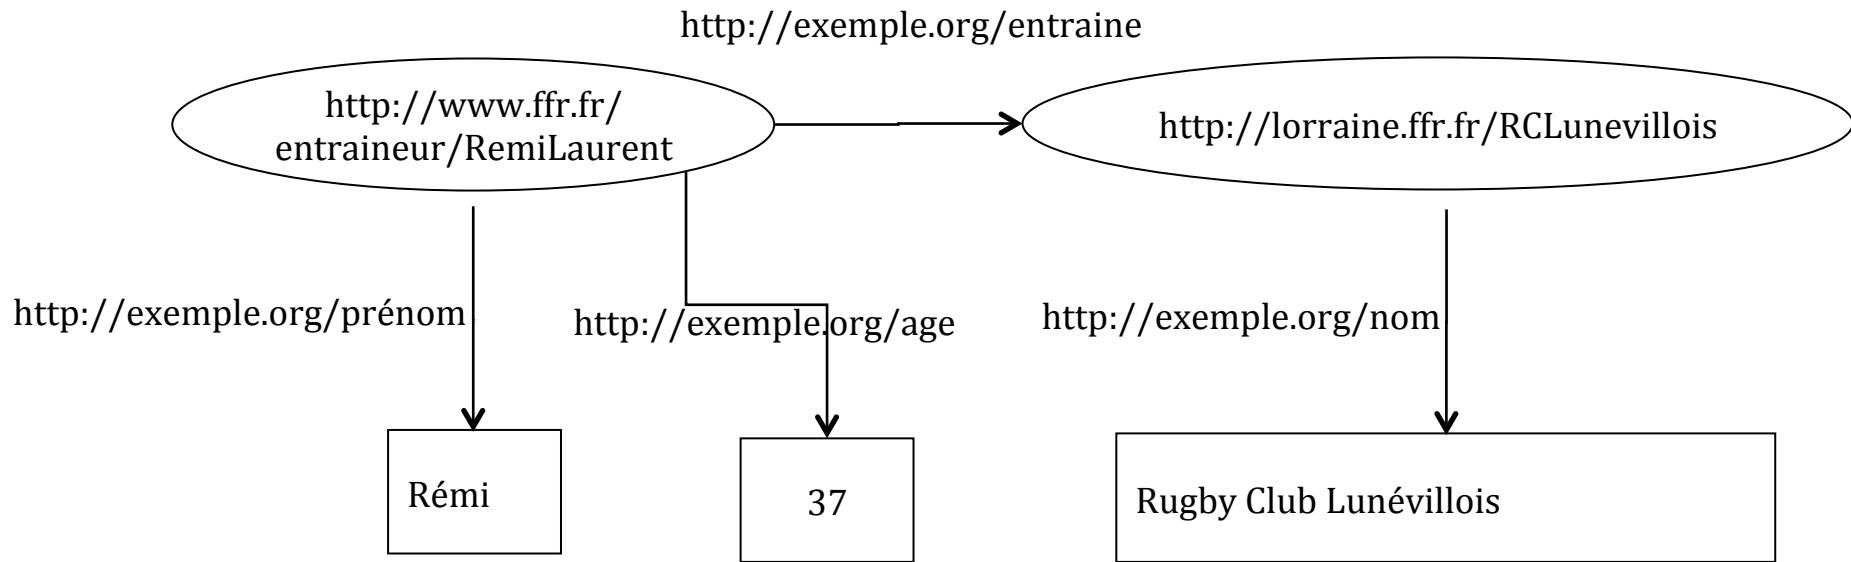 http://exemple.org/entraine
http://www.ffr.fr/
entraineur/RemiLaurent
http://lorraine.ffr.fr/RCLunevillois
http://exemple.org/prénom
http://exemple.org/age
http://exemple.org/nom
Rémi
37
Rugby Club Lunévillois